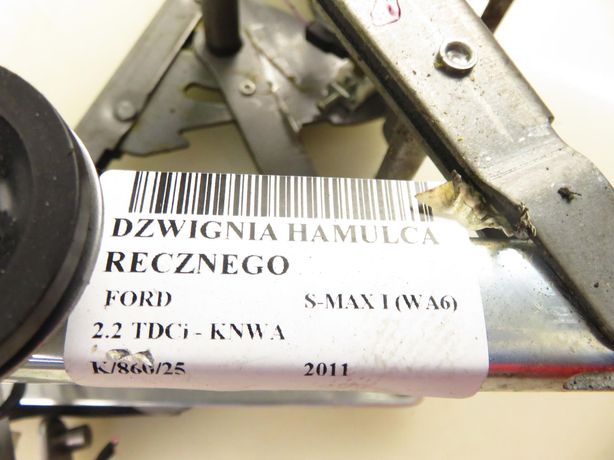 DZWIGNIA HAMULCA
RECZNEGO
FORD S-MAX I (WA6)
2.2 TDCi - KNWA
K/860/25 2011